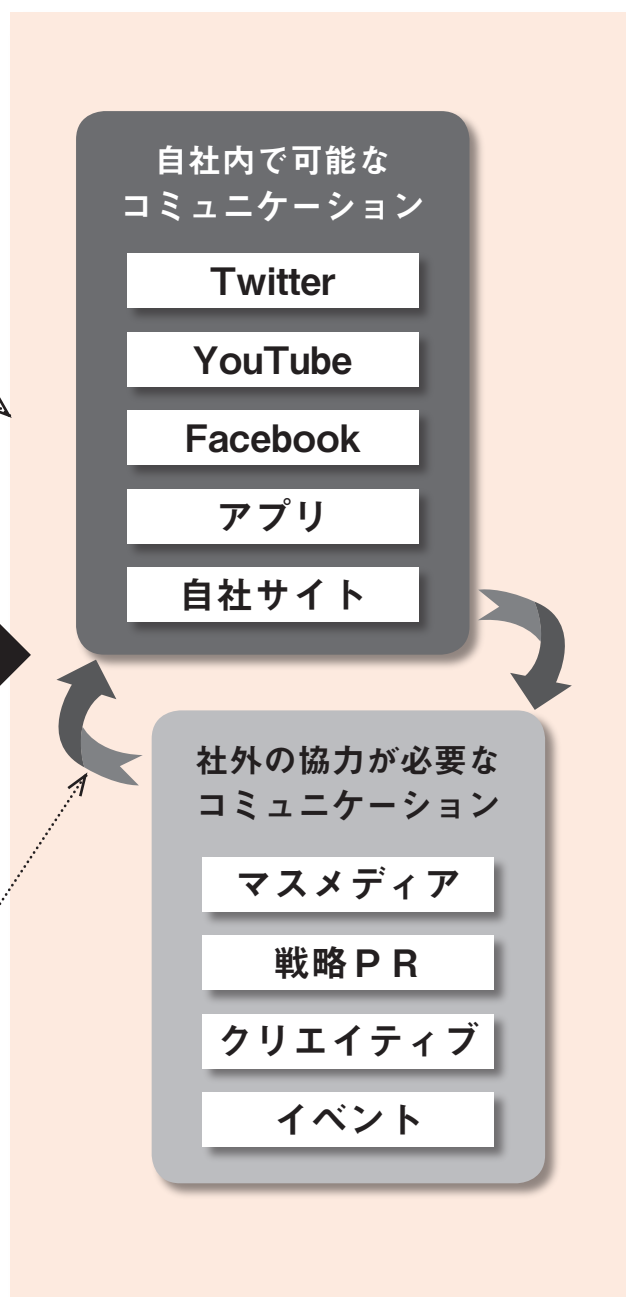 自社内で可能な
コミュニケーション
Twitter
YouTube
Facebook
アプリ
自社サイト
社外の協力が必要な
コミュニケーション
マスメディア
戦略ＰＲ
クリエイティブ
イベント